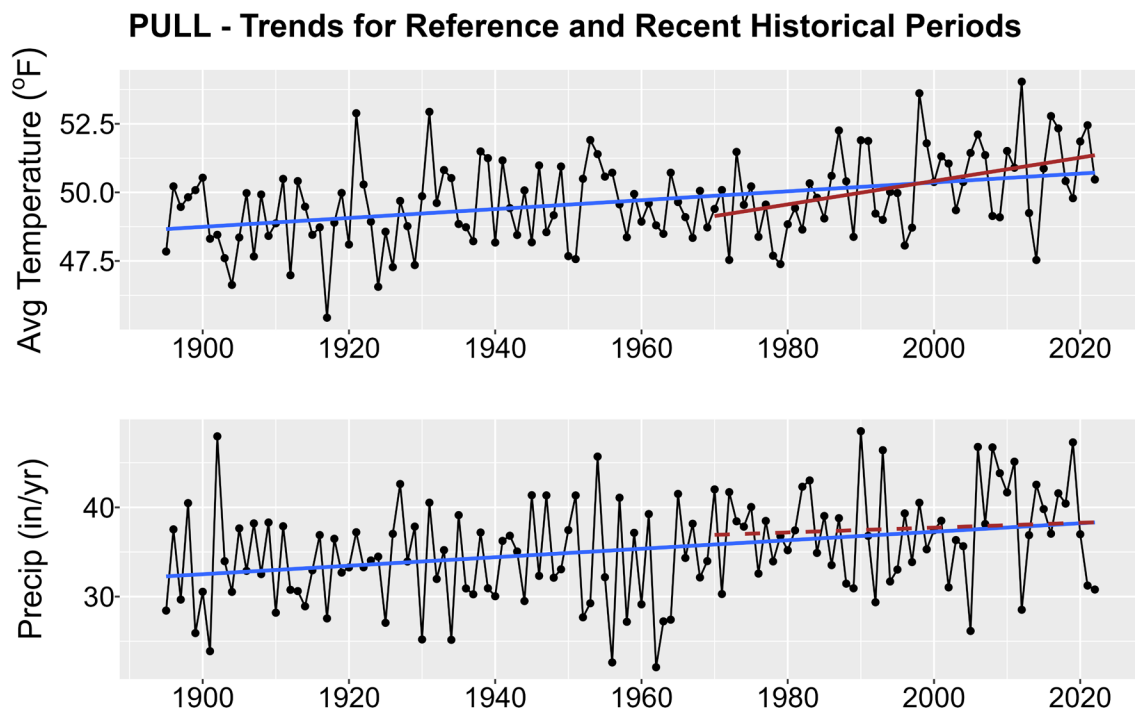 PULL - Trends for Reference and Recent Historical Periods
Avg Temperature (ºF)
52.5
50.0
47.5
1900 1920 1940 1960 1980 2000 2020
Precip (in/yr)
40
30
1900 1920 1940 1960 1980 2000 2020